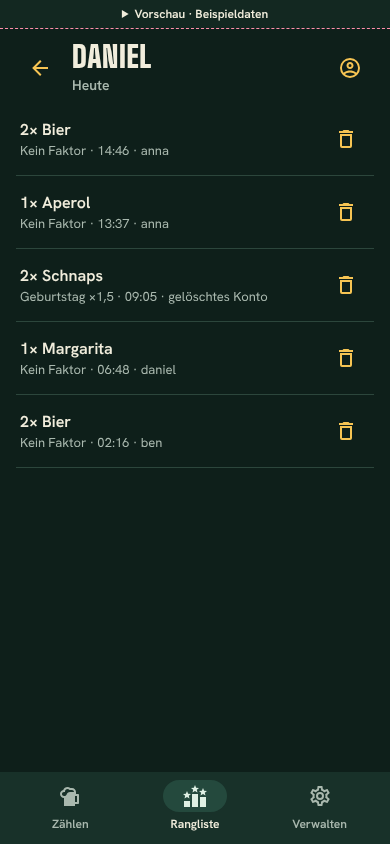 ▶ Vorschau · Beispieldaten
DANIEL
Heute
2× Bier
Kein Faktor · 14:46 · anna
1× Aperol
Kein Faktor · 13:37 · anna
2× Schnaps
Geburtstag ×1,5 · 09:05 · gelöschtes Konto
1× Margarita
Kein Faktor · 06:48 · daniel
2× Bier
Kein Faktor · 02:16 · ben
Zählen
Rangliste
Verwalten